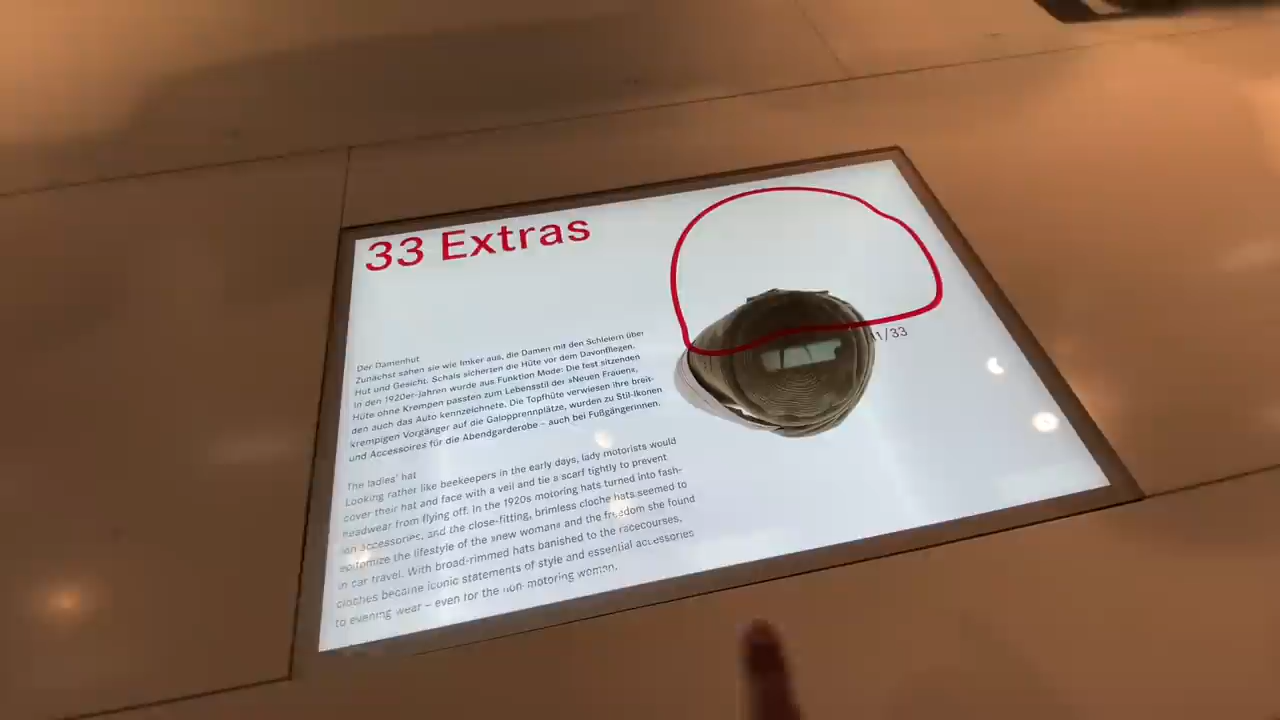 33 Extras
Der Damenhut
Zunächst sahen sie wie Imker aus, die Damen mit den Schleiern über
Hut und Gesicht. Schals sicherten die Hüte vor dem Davonfliegen.
In den 1920er-Jahren wurde aus Funktion Mode: Die fest sitzenden
Hüte ohne Krempen passten zum Lebensstil der »Neuen Frauen«,
den auch das Auto kennzeichnete. Die Topfhüte verwiesen ihre breit-
krempigen Vorgänger auf die Galopprennplätze, wurden zu Stil-Ikonen
und Accessoires für die Abendgarderobe – auch bei Fußgängerinnen.
The ladies' hat
Looking rather like beekeepers in the early days, lady motorists would
cover their hat and face with a veil and tie a scarf tightly to prevent
headwear from flying off. In the 1920s motoring hats turned into fash-
ion accessories, and the close-fitting, brimless cloche hats seemed to
epitomize the lifestyle of the »new woman« and the freedom she found
in car travel. With broad-rimmed hats banished to the racecourses,
cloches became iconic statements of style and essential accessories
to evening wear – even for the non-motoring woman.
11/33